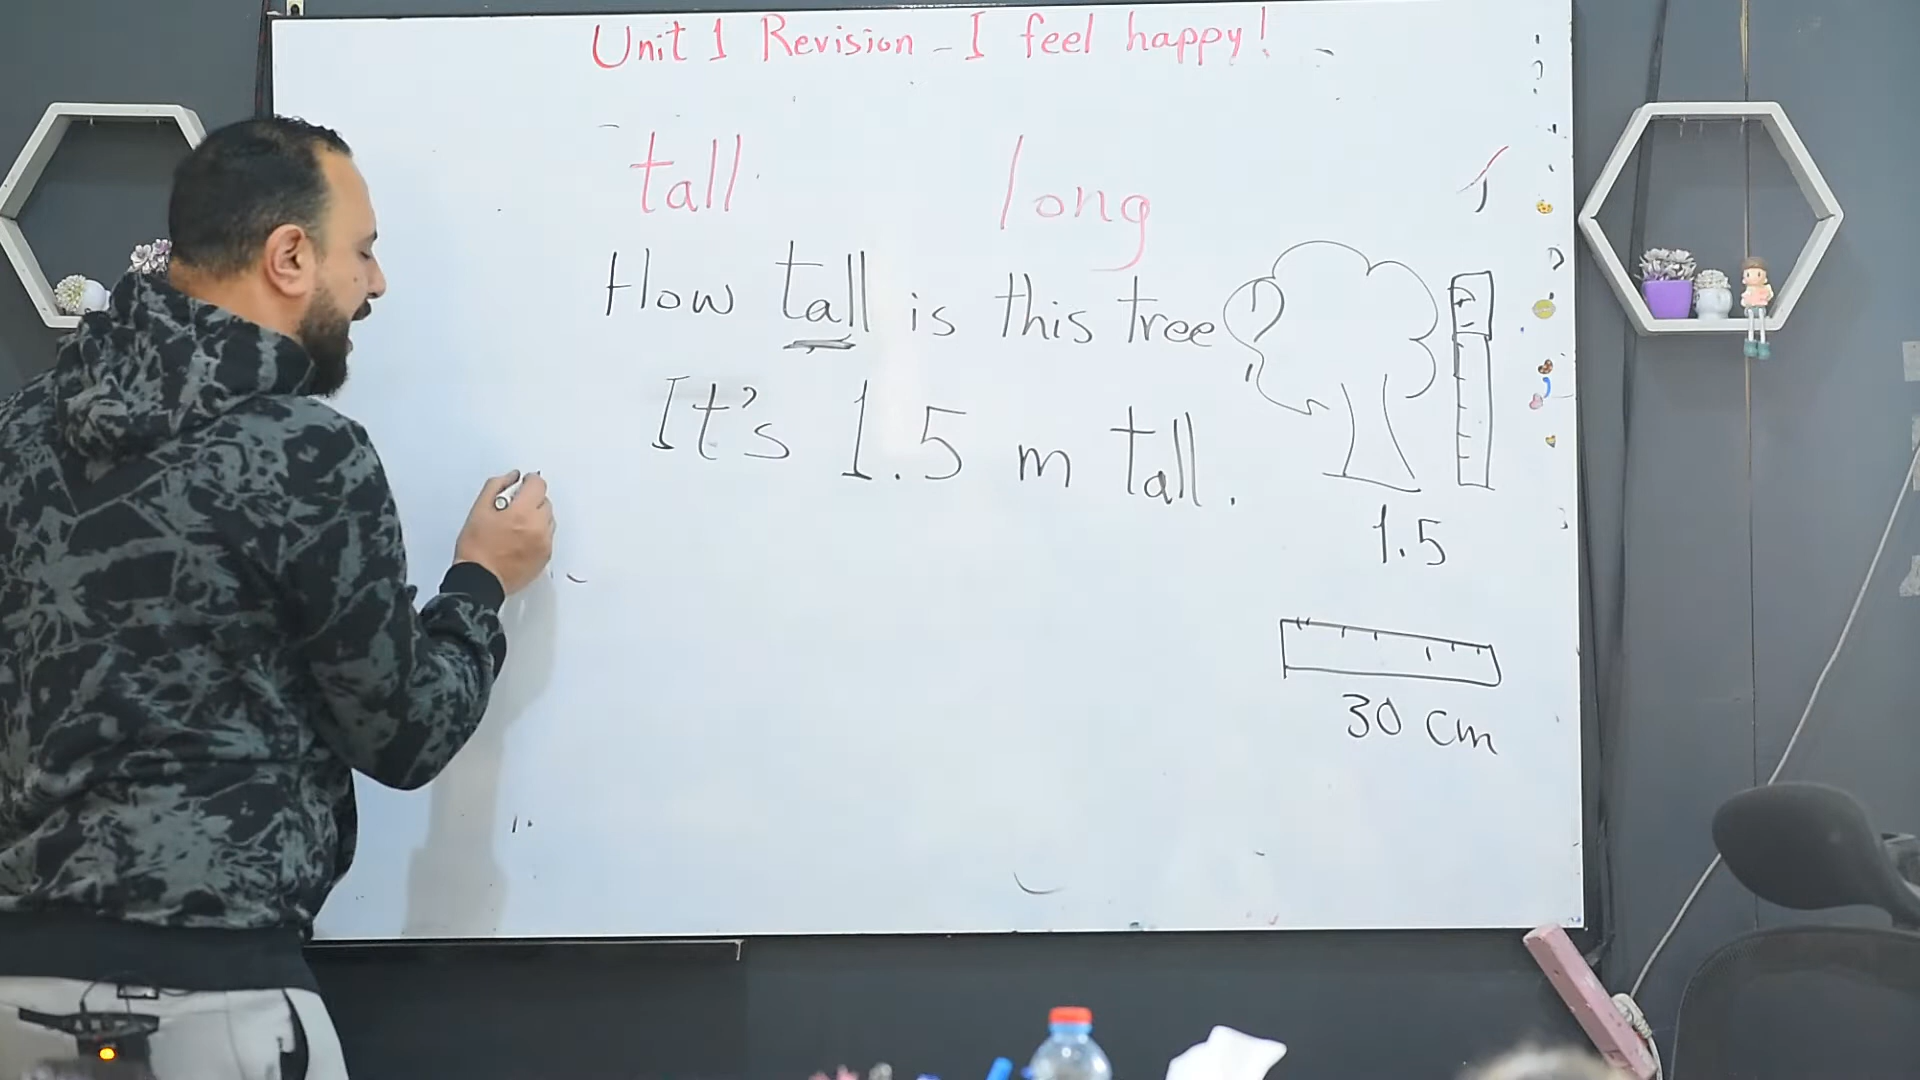 Unit 1 Revision - I feel happy!
tall long
How tall is this tree?
It's 1.5 m tall.
1.5
30 cm